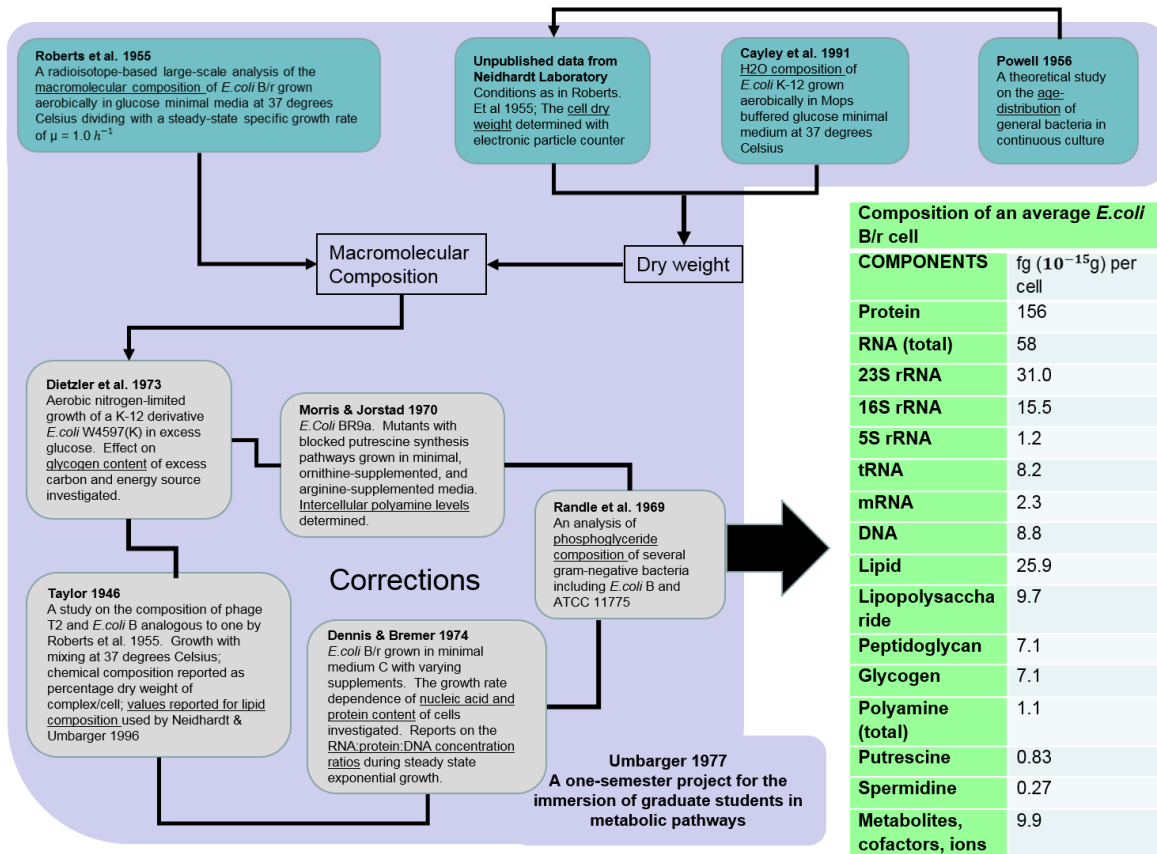 Roberts et al. 1955
A radioisotope-based large-scale analysis of the
macromolecular composition of E.coli B/r grown
aerobically in glucose minimal media at 37 degrees
Celsius dividing with a steady-state specific growth rate
of μ = 1.0 h⁻¹
Unpublished data from
Neidhardt Laboratory
Conditions as in Roberts.
Et al 1955; The cell dry
weight determined with
electronic particle counter
Cayley et al. 1991
H2O composition of
E.coli K-12 grown
aerobically in Mops
buffered glucose minimal
medium at 37 degrees
Celsius
Powell 1956
A theoretical study
on the age-
distribution of
general bacteria in
continuous culture
Macromolecular
Composition
Dry weight
Dietzler et al. 1973
Aerobic nitrogen-limited
growth of a K-12 derivative
E.coli W4597(K) in excess
glucose. Effect on
glycogen content of excess
carbon and energy source
investigated.
Morris & Jorstad 1970
E.Coli BR9a. Mutants with
blocked putrescine synthesis
pathways grown in minimal,
ornithine-supplemented, and
arginine-supplemented media.
Intercellular polyamine levels
determined.
Randle et al. 1969
An analysis of
phosphoglyceride
composition of several
gram-negative bacteria
including E.coli B and
ATCC 11775
Corrections
Taylor 1946
A study on the composition of phage
T2 and E.coli B analogous to one by
Roberts et al. 1955. Growth with
mixing at 37 degrees Celsius;
chemical composition reported as
percentage dry weight of
complex/cell; values reported for lipid
composition used by Neidhardt &
Umbarger 1996
Dennis & Bremer 1974
E.coli B/r grown in minimal
medium C with varying
supplements. The growth rate
dependence of nucleic acid and
protein content of cells
investigated. Reports on the
RNA:protein:DNA concentration
ratios during steady state
exponential growth.
Umbarger 1977
A one-semester project for the
immersion of graduate students in
metabolic pathways
Composition of an average E.coli
B/r cell
COMPONENTS fg (10⁻¹⁵g) per
cell
Protein 156
RNA (total) 58
23S rRNA 31.0
16S rRNA 15.5
5S rRNA 1.2
tRNA 8.2
mRNA 2.3
DNA 8.8
Lipid 25.9
Lipopolysaccha 9.7
ride
Peptidoglycan 7.1
Glycogen 7.1
Polyamine 1.1
(total)
Putrescine 0.83
Spermidine 0.27
Metabolites, 9.9
cofactors, ions